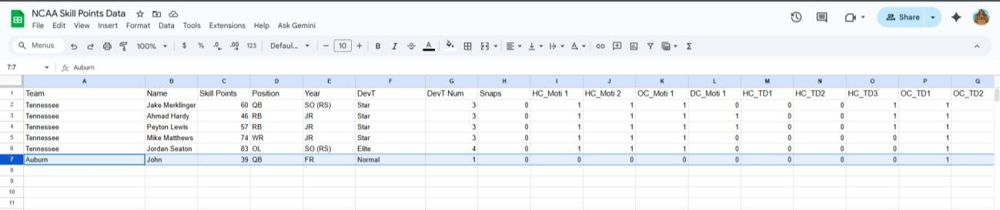 NCAA Skill Points Data
File Edit View Insert Format Data Tools Extensions Help Ask Gemini
Share
Menus 100% $ % .0 .00 123 Defaul... − 10 + B I A
7:7 fx Auburn
A B C D E F G H I J K L M N O P Q
1 Team Name Skill Points Position Year DevT DevT Num Snaps HC_Moti 1 HC_Moti 2 OC_Moti 1 DC_Moti 1 HC_TD1 HC_TD2 HC_TD3 OC_TD1 OC_TD2
2 Tennessee Jake Merklinger 60 QB SO (RS) Star 3 0 1 1 1 0 0 0 1 1
3 Tennessee Ahmad Hardy 46 RB JR Star 3 0 1 1 1 1 0 0 1 1
4 Tennessee Peyton Lewis 57 RB JR Star 3 0 1 1 1 1 0 0 1 1
5 Tennessee Mike Matthews 74 WR JR Star 3 0 1 1 1 0 0 0 0 1
6 Tennessee Jordan Seaton 83 OL SO (RS) Elite 4 0 1 1 1 0 0 0 0 1
7 Auburn John 39 QB FR Normal 1 0 0 0 0 0 0 0 0 1
8
9
10
11